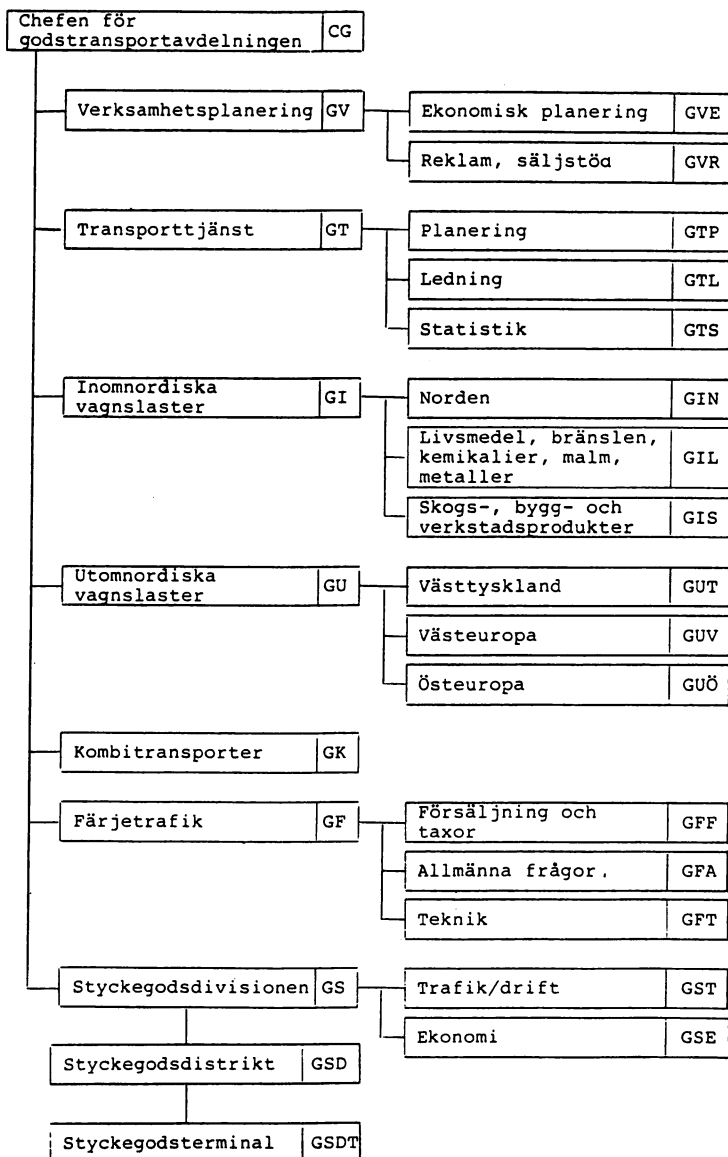 Chefen för
godstransportavdelningen CG
Verksamhetsplanering GV
Ekonomisk planering GVE
Reklam, säljstöd GVR
Transporttjänst GT
Planering GTP
Ledning GTL
Statistik GTS
Inomnordiska
vagnslaster GI
Norden GIN
Livsmedel, bränslen,
kemikalier, malm,
metaller GIL
Skogs-, bygg- och
verkstadsprodukter GIS
Utomnordiska
vagnslaster GU
Västtyskland GUT
Västeuropa GUV
Östeuropa GUÖ
Kombitransporter GK
Färjetrafik GF
Försäljning och
taxor GFF
Allmänna frågor. GFA
Teknik GFT
Styckegodsdivisionen GS
Trafik/drift GST
Ekonomi GSE
Styckegodsdistrikt GSD
Styckegodsterminal GSDT